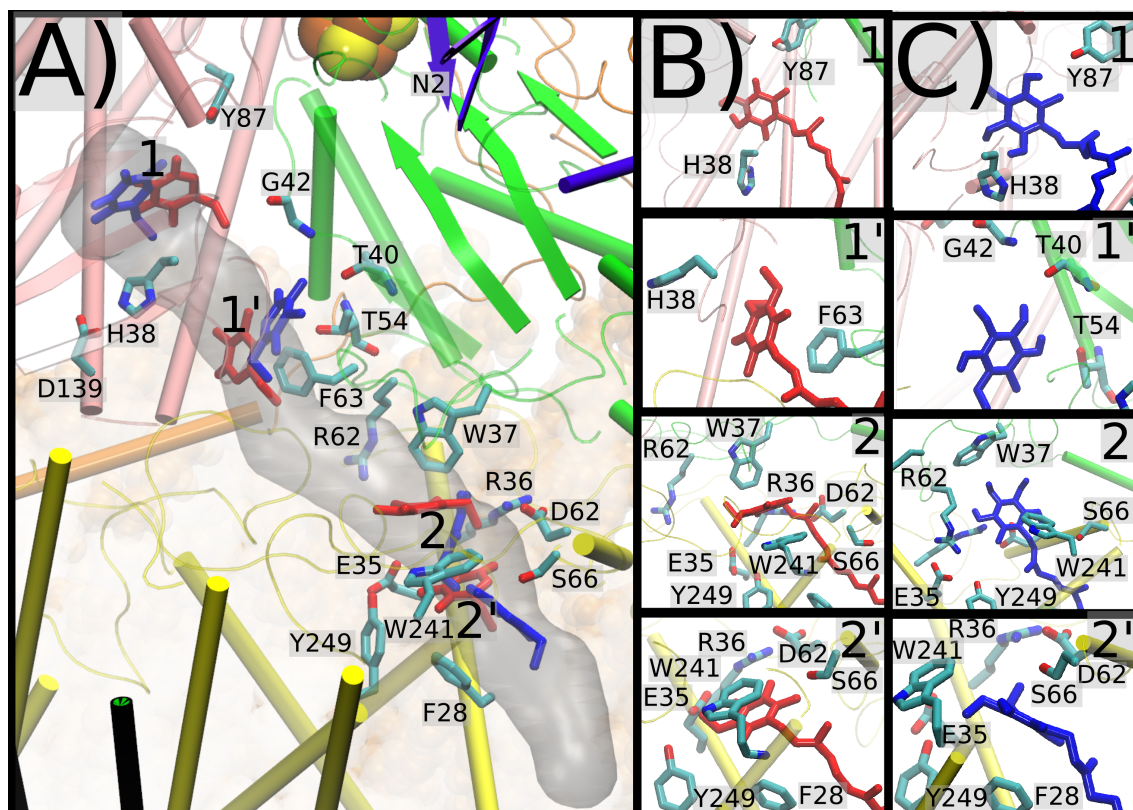 A)
N2
Y87
1
G42
T40
H38
1'
T54
D139
F63
R62
W37
R36
D62
2
E35
S66
W241
2'
Y249
F28
B)
1
Y87
H38
1'
H38
F63
2
W37
R62
R36
D62
E35
W241
S66
Y249
2'
R36
D62
W241
S66
E35
Y249
F28
C)
1
Y87
H38
1'
G42
T40
T54
2
W37
R62
W241
E35
Y249
2'
R36
W241
D62
S66
E35
Y249
F28